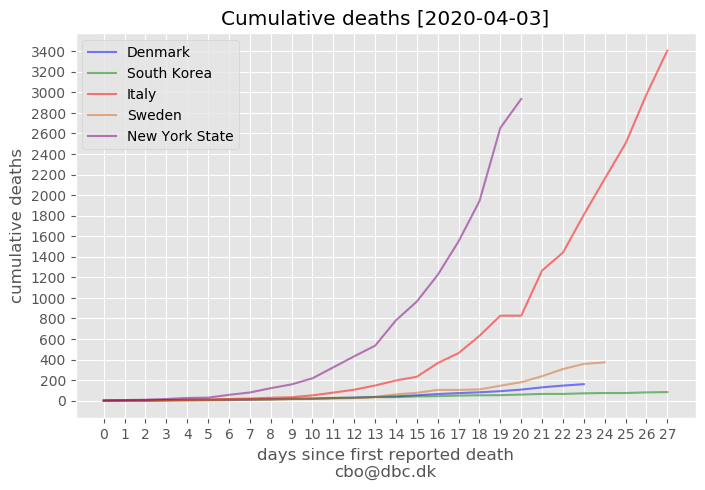 Cumulative deaths [2020-04-03]
Denmark
South Korea
Italy
Sweden
New York State
cumulative deaths
3400
3200
3000
2800
2600
2400
2200
2000
1800
1600
1400
1200
1000
800
600
400
200
0
0 1 2 3 4 5 6 7 8 9 10 11 12 13 14 15 16 17 18 19 20 21 22 23 24 25 26 27
days since first reported death
cbo@dbc.dk